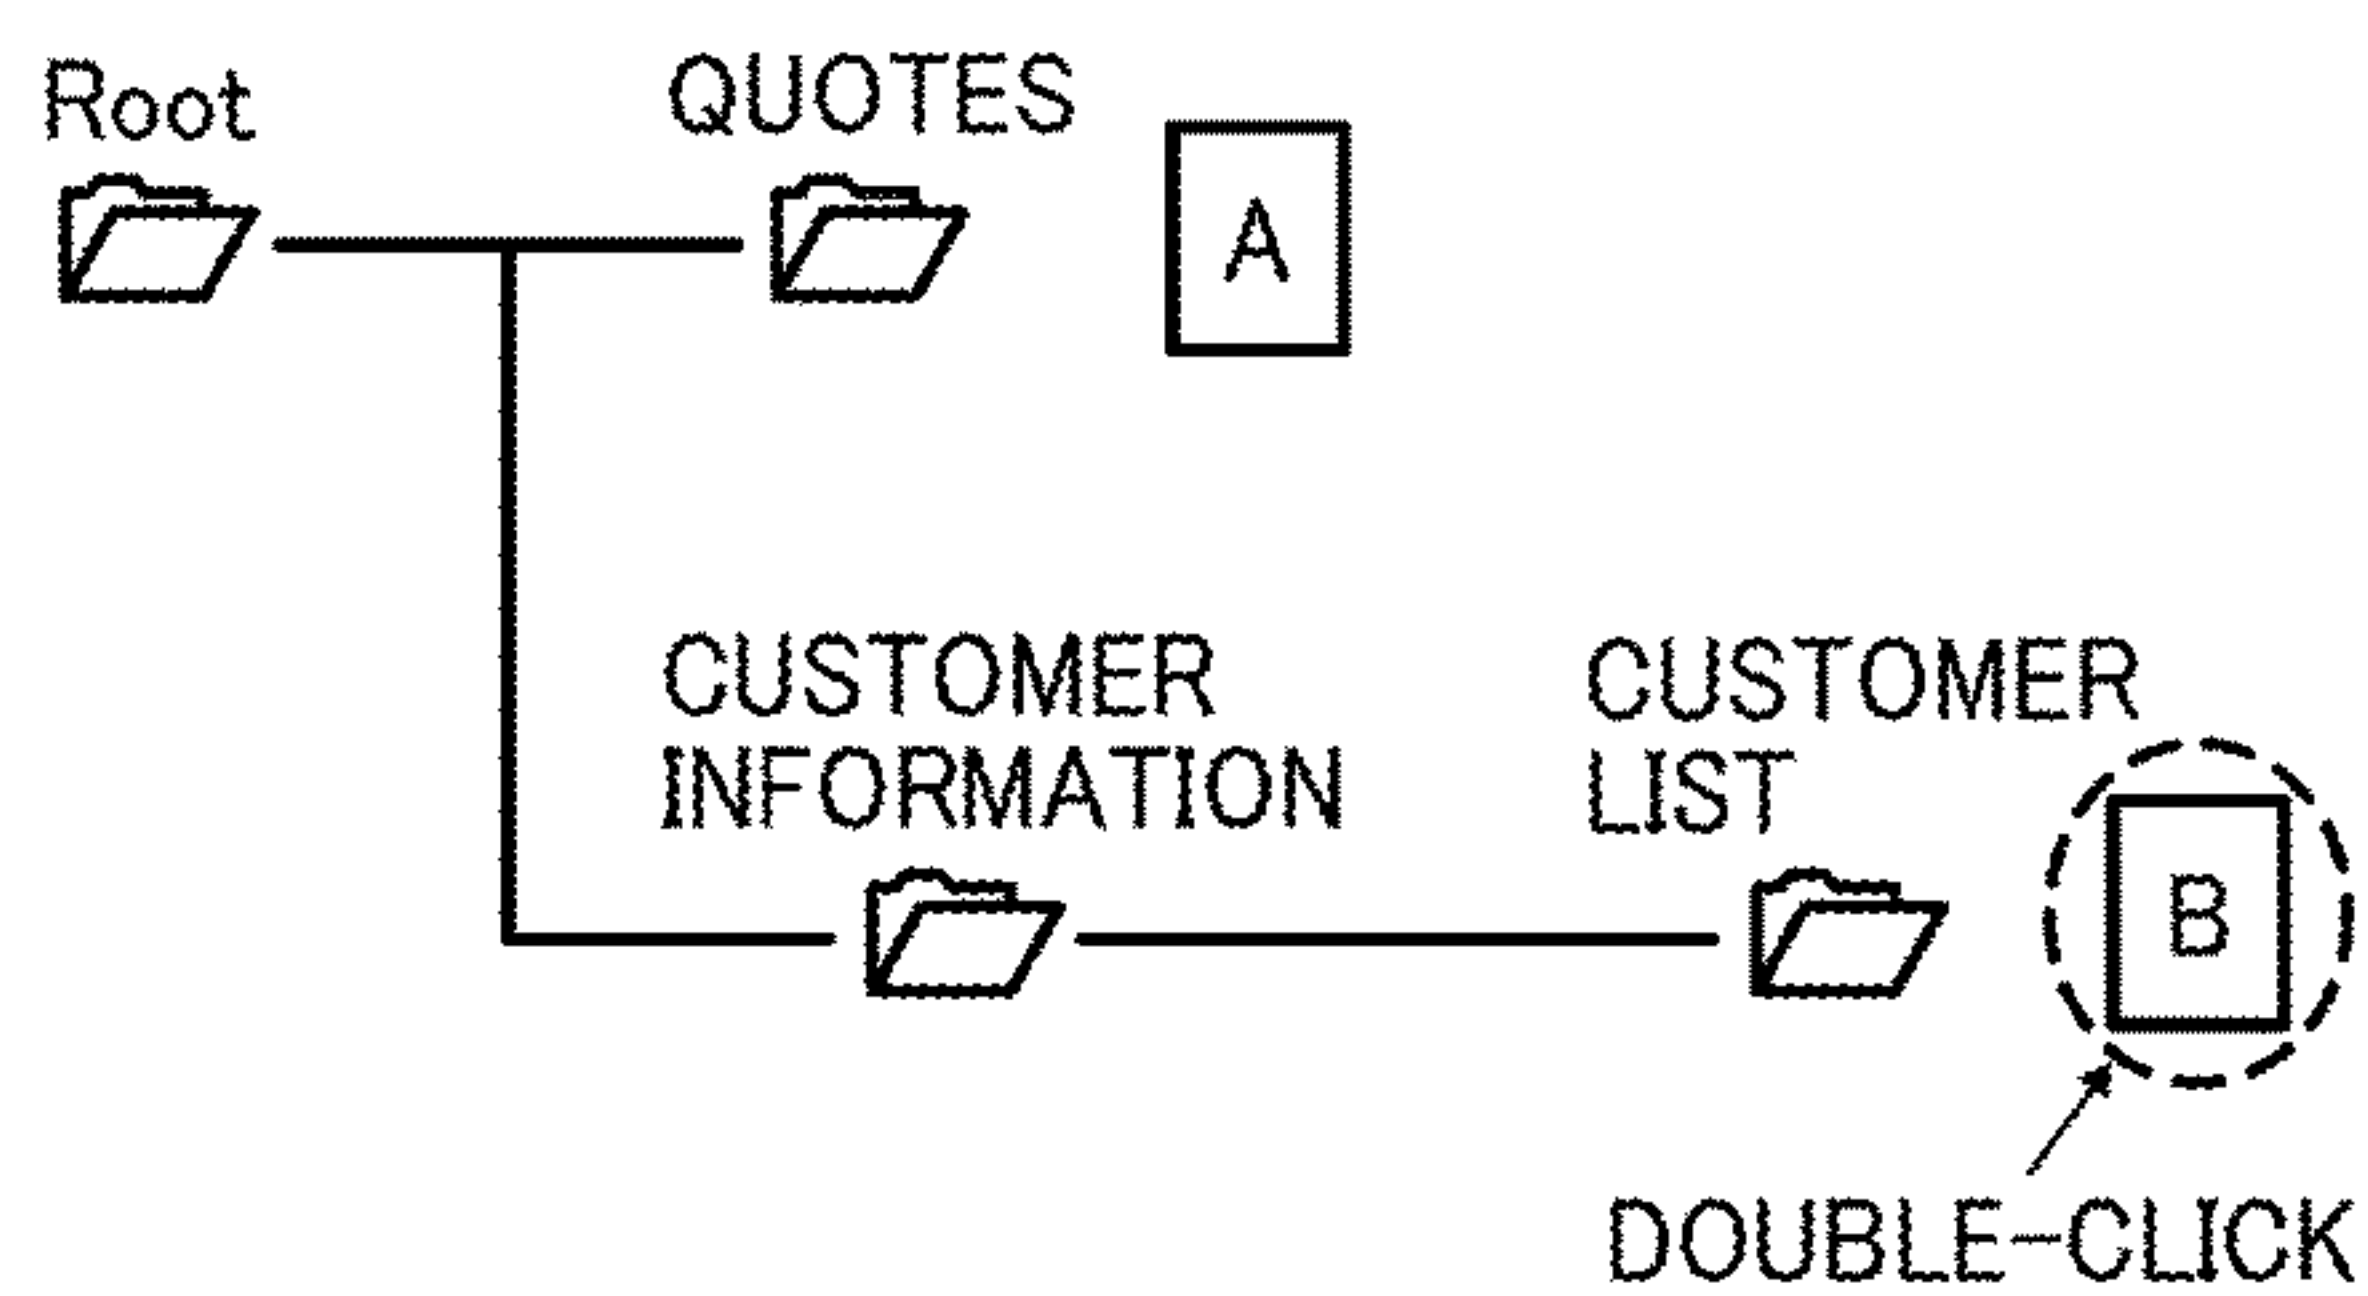 Root
QUOTES
A
CUSTOMER
INFORMATION
CUSTOMER
LIST
B
DOUBLE-CLICK